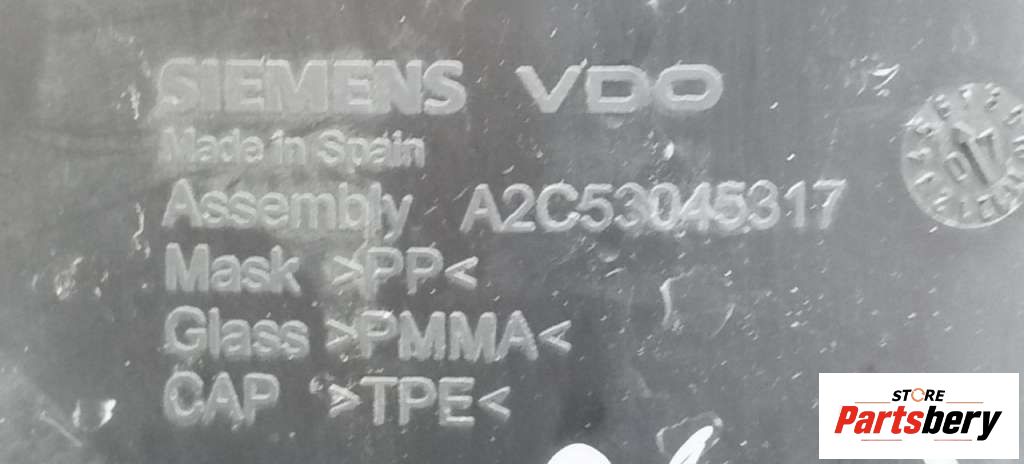 SIEMENS VDO
Made in Spain
Assembly A2C53045317
Mask >PP<
Glass >PMMA<
CAP >TPE<
STORE
Partsbery